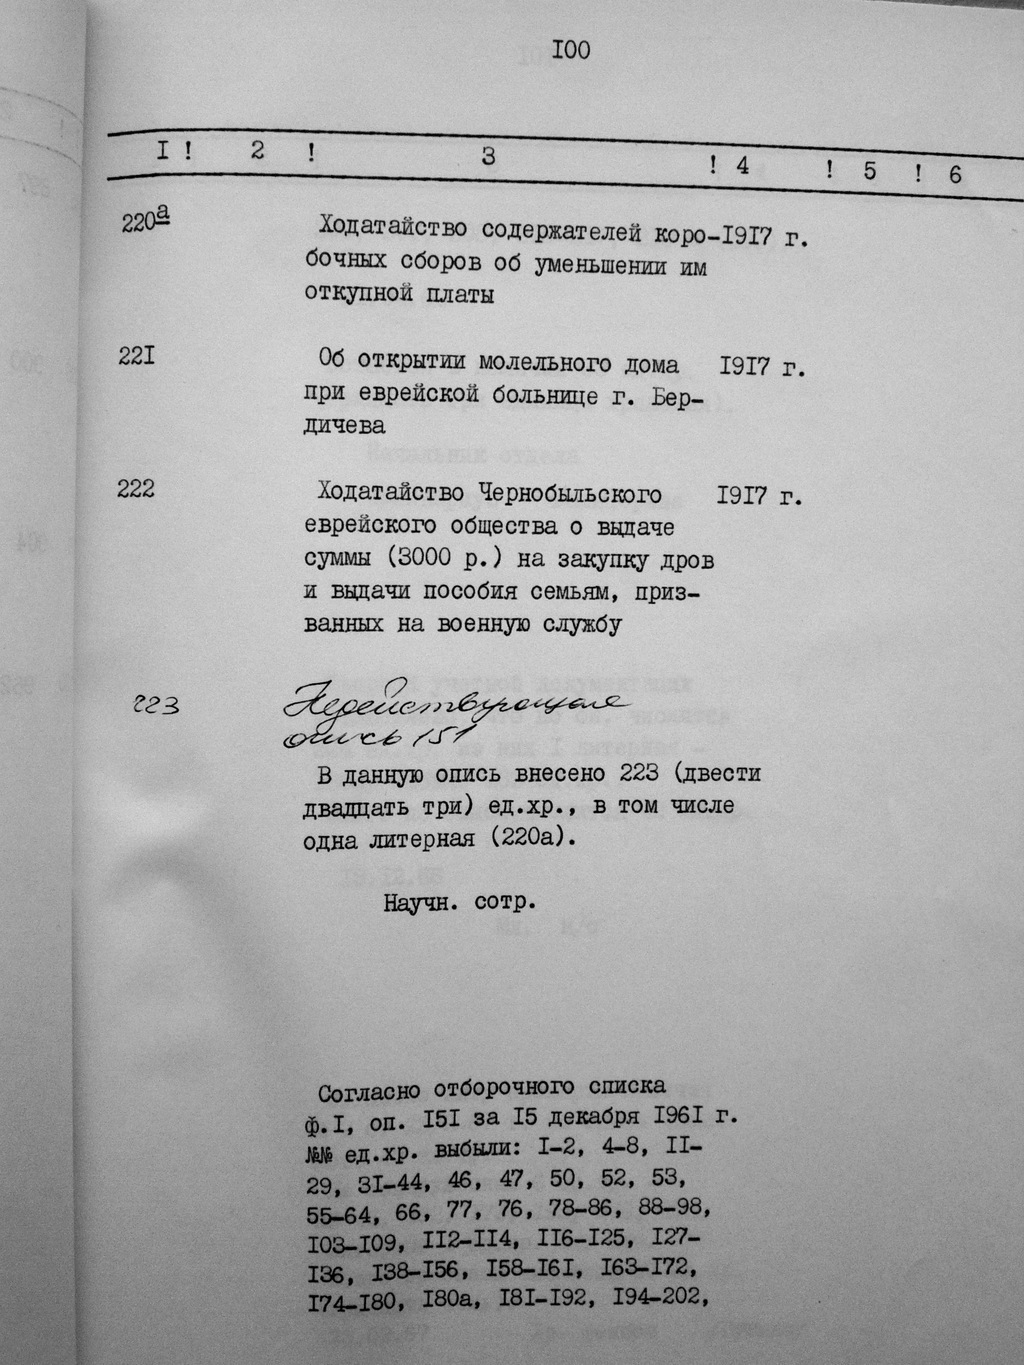 I00
I ! 2 ! 3 ! 4 ! 5 ! 6
220а Ходатайство содержателей коро-I9I7 г.
бочных сборов об уменьшении им
откупной платы
22I Об открытии молельного дома I9I7 г.
при еврейской больнице г. Бер-
дичева
222 Ходатайство Чернобыльского I9I7 г.
еврейского общества о выдаче
суммы (3000 р.) на закупку дров
и выдачи пособия семьям, приз-
ванных на военную службу
223 Недействующая
опись 151
В данную опись внесено 223 (двести
двадцать три) ед.хр., в том числе
одна литерная (220а).
Научн. сотр.
Согласно отборочного списка
ф.I, оп. I5I за I5 декабря I96I г.
№№ ед.хр. выбыли: I-2, 4-8, II-
29, 3I-44, 46, 47, 50, 52, 53,
55-64, 66, 77, 76, 78-86, 88-98,
I03-I09, II2-II4, II6-I25, I27-
I36, I38-I56, I58-I6I, I63-I72,
I74-I80, I80а, I8I-I92, I94-202,